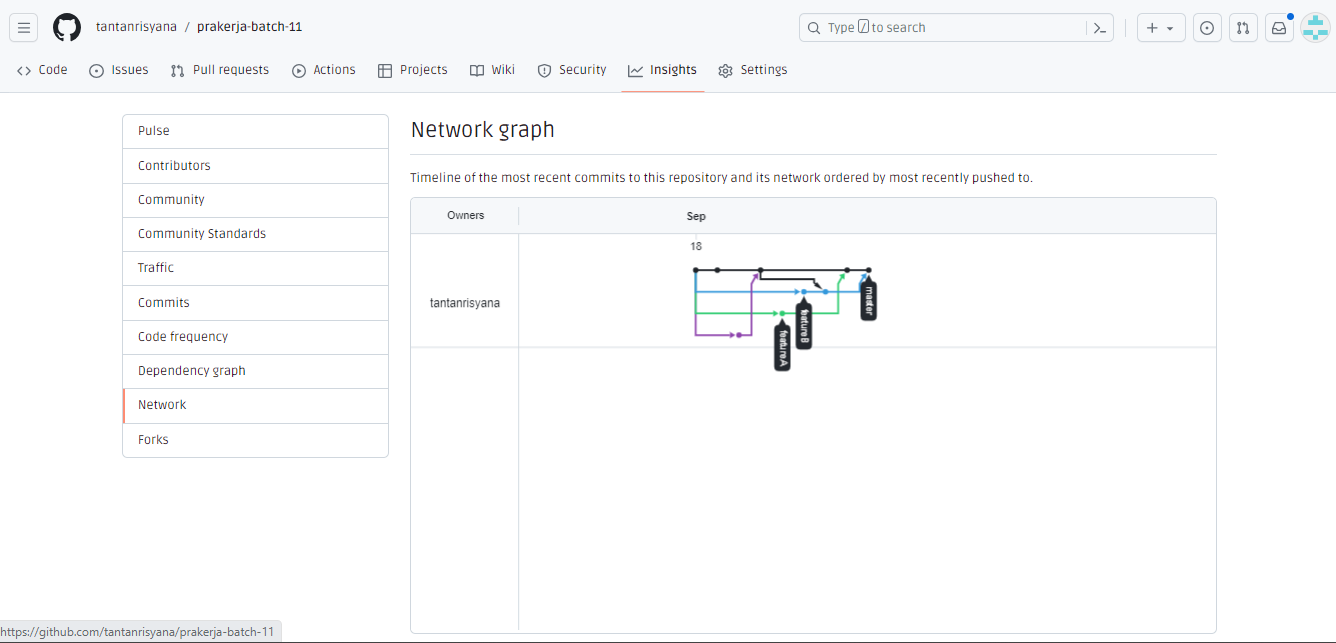 tantanrisyana / prakerja-batch-11
Type / to search
Code
Issues
Pull requests
Actions
Projects
Wiki
Security
Insights
Settings
Pulse
Contributors
Community
Community Standards
Traffic
Commits
Code frequency
Dependency graph
Network
Forks
Network graph
Timeline of the most recent commits to this repository and its network ordered by most recently pushed to.
Owners
Sep
18
tantanrisyana
master
featureB
featureA
https://github.com/tantanrisyana/prakerja-batch-11